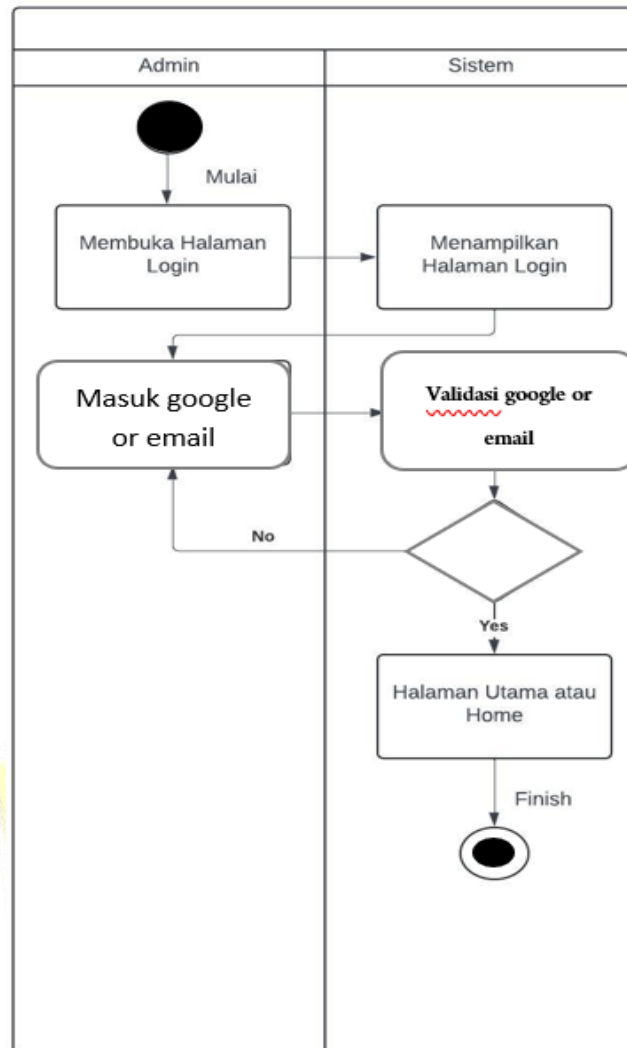 Admin
Sistem
Mulai
Membuka Halaman
Login
Menampilkan
Halaman Login
Masuk google
or email
Validasi google or
email
No
Yes
Halaman Utama atau
Home
Finish